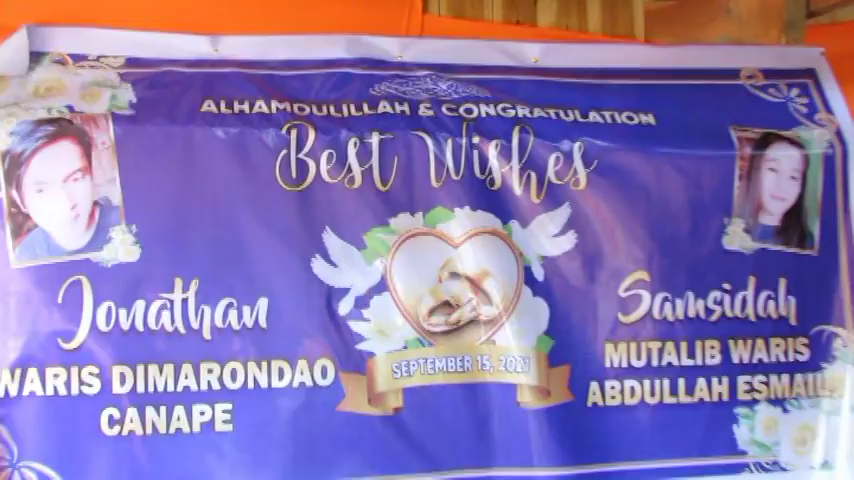 ALHAMDULILLAH & CONGRATULATION
Best Wishes
Jonathan
WARIS DIMARONDAO
CANAPE
SEPTEMBER 15, 2021
Samsidah
MUTALIB WARIS
ABDULLAH ESMAIL